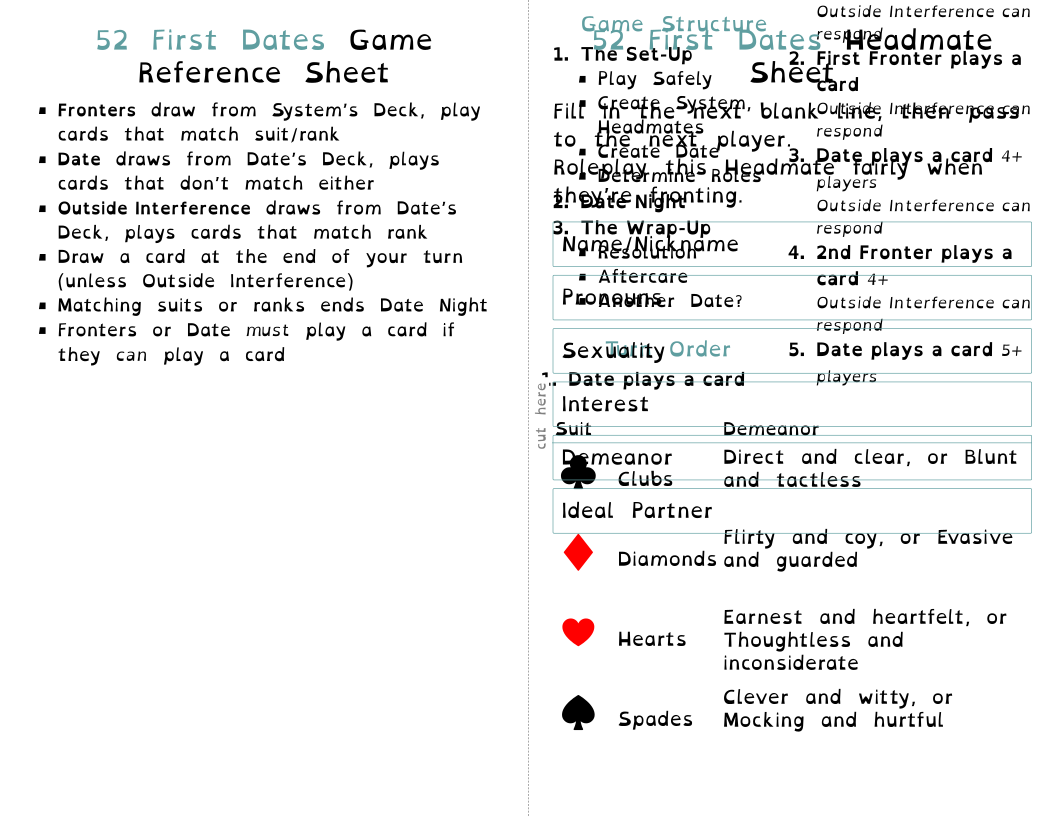 52 First Dates Game
Reference Sheet
▪ Fronters draw from System's Deck, play
cards that match suit/rank
▪ Date draws from Date's Deck, plays
cards that don't match either
▪ Outside Interference draws from Date's
Deck, plays cards that match rank
▪ Draw a card at the end of your turn
(unless Outside Interference)
▪ Matching suits or ranks ends Date Night
▪ Fronters or Date must play a card if
they can play a card
cut here
52 First Dates Headmate
Sheet
Fill in the next blank line, then pass
to the next player.
Roleplay this Headmate fairly when
they're fronting.
Name/Nickname
Pronouns
Sexuality
Interest
Demeanor
Ideal Partner
Game Structure
1. The Set-Up
▪ Play Safely
▪ Create System,
Headmates
▪ Create Date
▪ Determine Roles
2. Date Night
3. The Wrap-Up
▪ Resolution
▪ Aftercare
▪ Another Date?
Turn Order
1. Date plays a card
Outside Interference can
respond
2. First Fronter plays a
card
Outside Interference can
respond
3. Date plays a card 4+
players
Outside Interference can
respond
4. 2nd Fronter plays a
card 4+
Outside Interference can
respond
5. Date plays a card 5+
players
Suit Demeanor
Clubs Direct and clear, or Blunt
and tactless
Diamonds Flirty and coy, or Evasive
and guarded
Hearts Earnest and heartfelt, or
Thoughtless and
inconsiderate
Spades Clever and witty, or
Mocking and hurtful